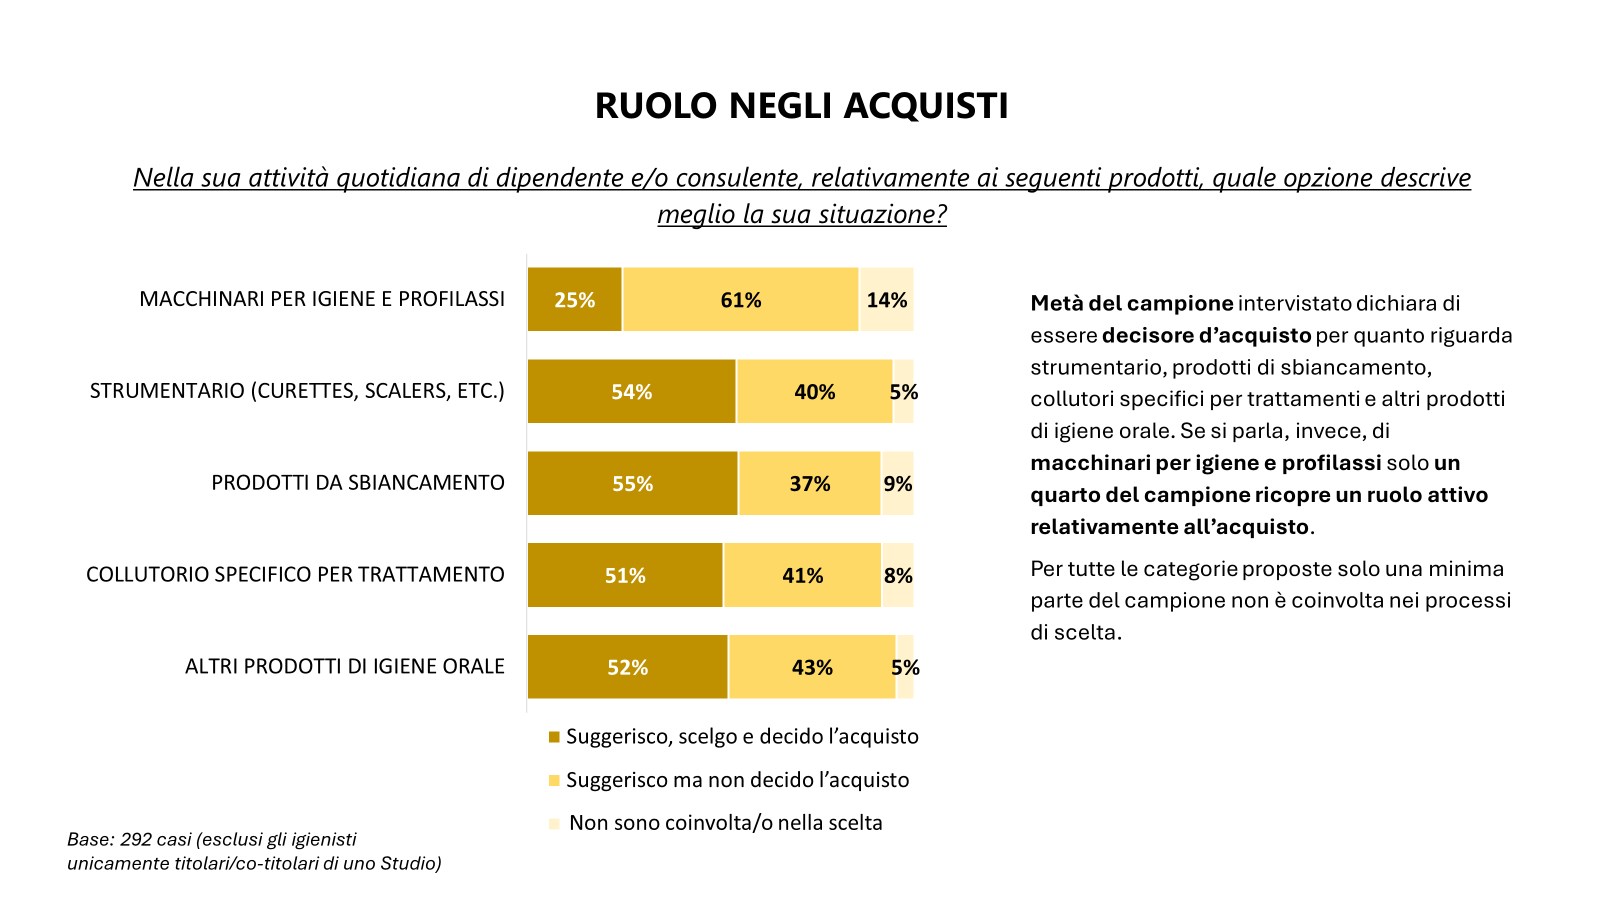 RUOLO NEGLI ACQUISTI
Nella sua attività quotidiana di dipendente e/o consulente, relativamente ai seguenti prodotti, quale opzione descrive
meglio la sua situazione?
MACCHINARI PER IGIENE E PROFILASSI 25% 61% 14%
STRUMENTARIO (CURETTES, SCALERS, ETC.) 54% 40% 5%
PRODOTTI DA SBIANCAMENTO 55% 37% 9%
COLLUTORIO SPECIFICO PER TRATTAMENTO 51% 41% 8%
ALTRI PRODOTTI DI IGIENE ORALE 52% 43% 5%
Suggerisco, scelgo e decido l’acquisto
Suggerisco ma non decido l’acquisto
Non sono coinvolta/o nella scelta
Metà del campione intervistato dichiara di
essere decisore d’acquisto per quanto riguarda
strumentario, prodotti di sbiancamento,
collutori specifici per trattamenti e altri prodotti
di igiene orale. Se si parla, invece, di
macchinari per igiene e profilassi solo un
quarto del campione ricopre un ruolo attivo
relativamente all’acquisto.
Per tutte le categorie proposte solo una minima
parte del campione non è coinvolta nei processi
di scelta.
Base: 292 casi (esclusi gli igienisti
unicamente titolari/co-titolari di uno Studio)